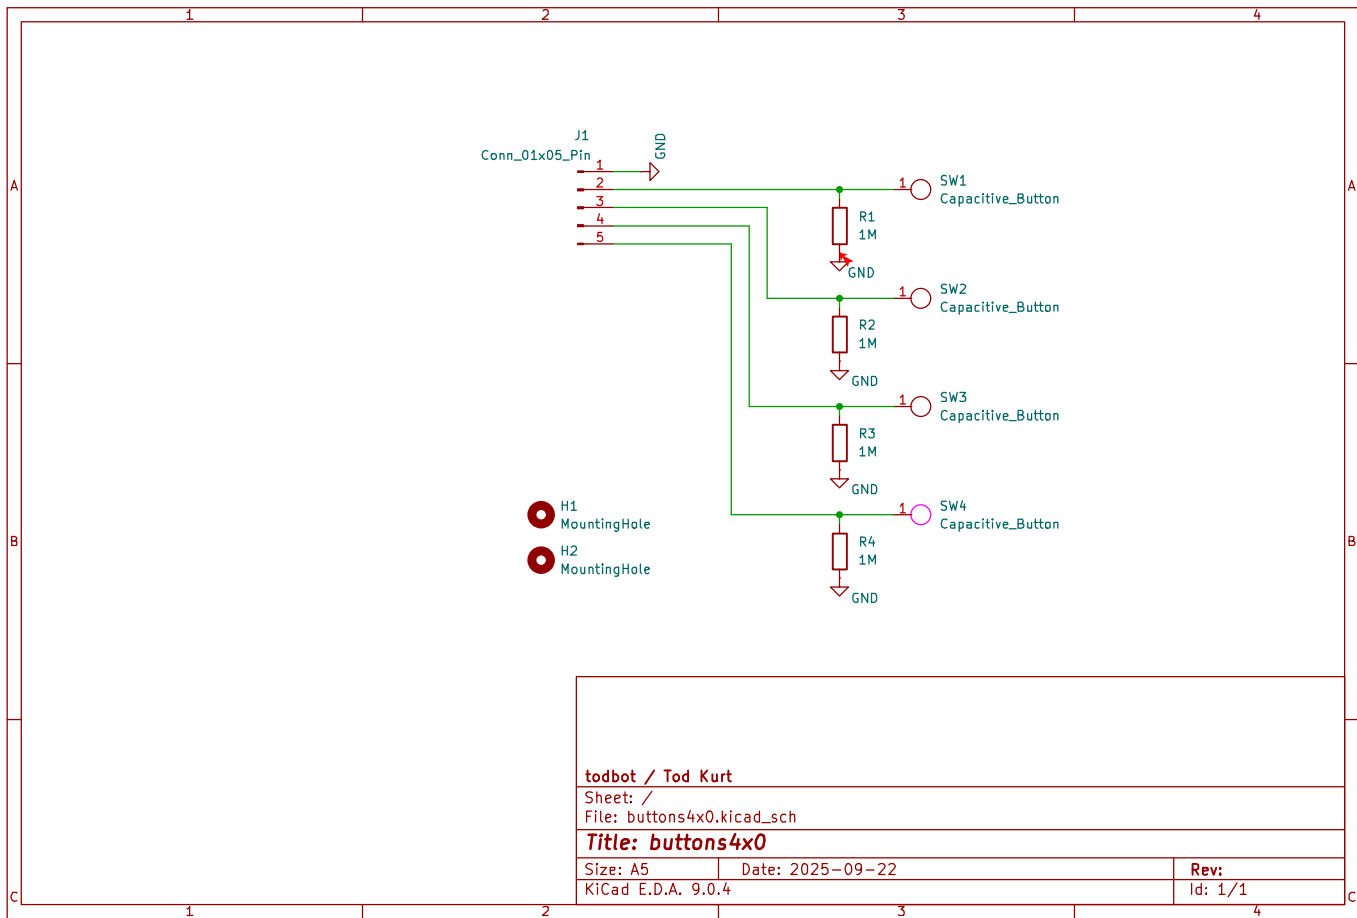 1 2 3 4
J1
Conn_01x05_Pin
GND
1
2
3
4
5
1
SW1
Capacitive_Button
R1
1M
GND
1
SW2
Capacitive_Button
R2
1M
GND
1
SW3
Capacitive_Button
R3
1M
GND
1
SW4
Capacitive_Button
R4
1M
GND
H1
MountingHole
H2
MountingHole
A
A
B
B
C
C
todbot / Tod Kurt
Sheet: /
File: buttons4x0.kicad_sch
Title: buttons4x0
Size: A5
Date: 2025-09-22
Rev:
KiCad E.D.A. 9.0.4
Id: 1/1
1 2 3 4